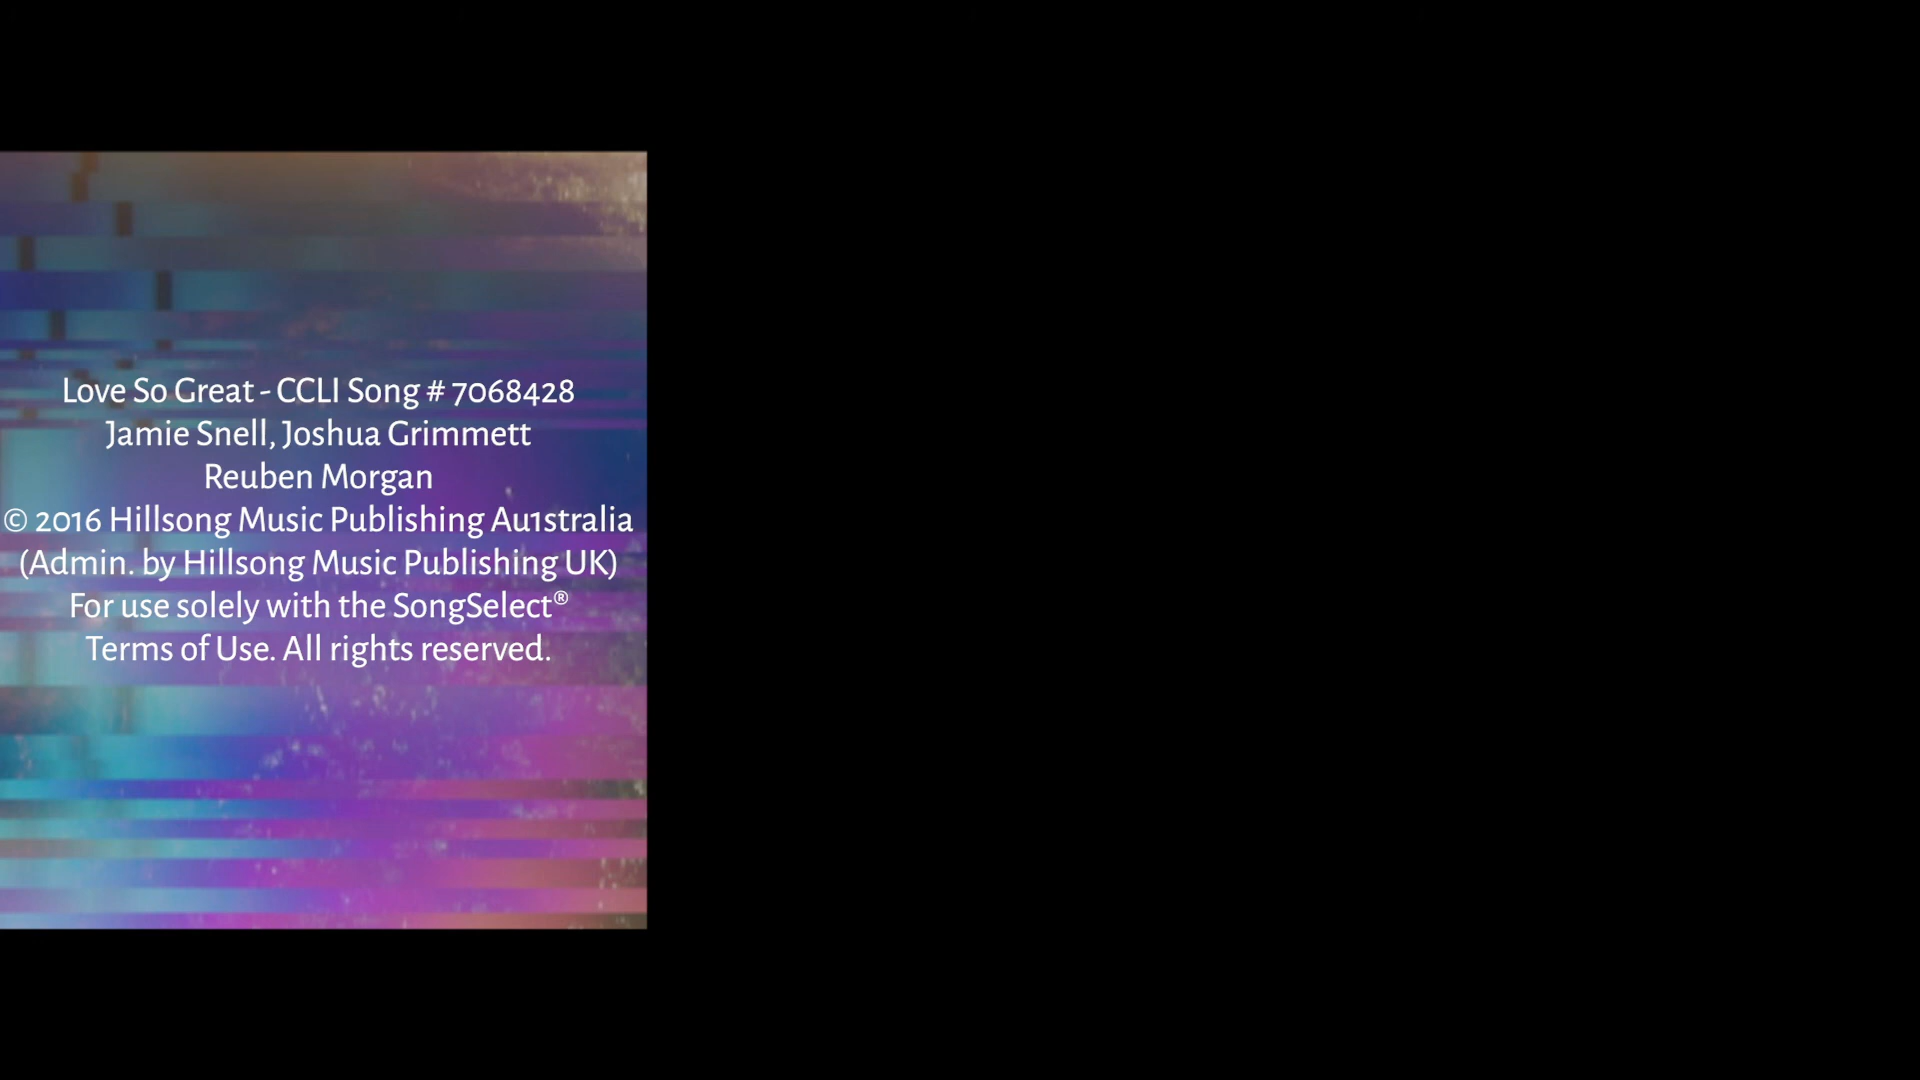 Love So Great - CCLI Song # 7068428
Jamie Snell, Joshua Grimmett
Reuben Morgan
© 2016 Hillsong Music Publishing Au1stralia
(Admin. by Hillsong Music Publishing UK)
For use solely with the SongSelect®
Terms of Use. All rights reserved.